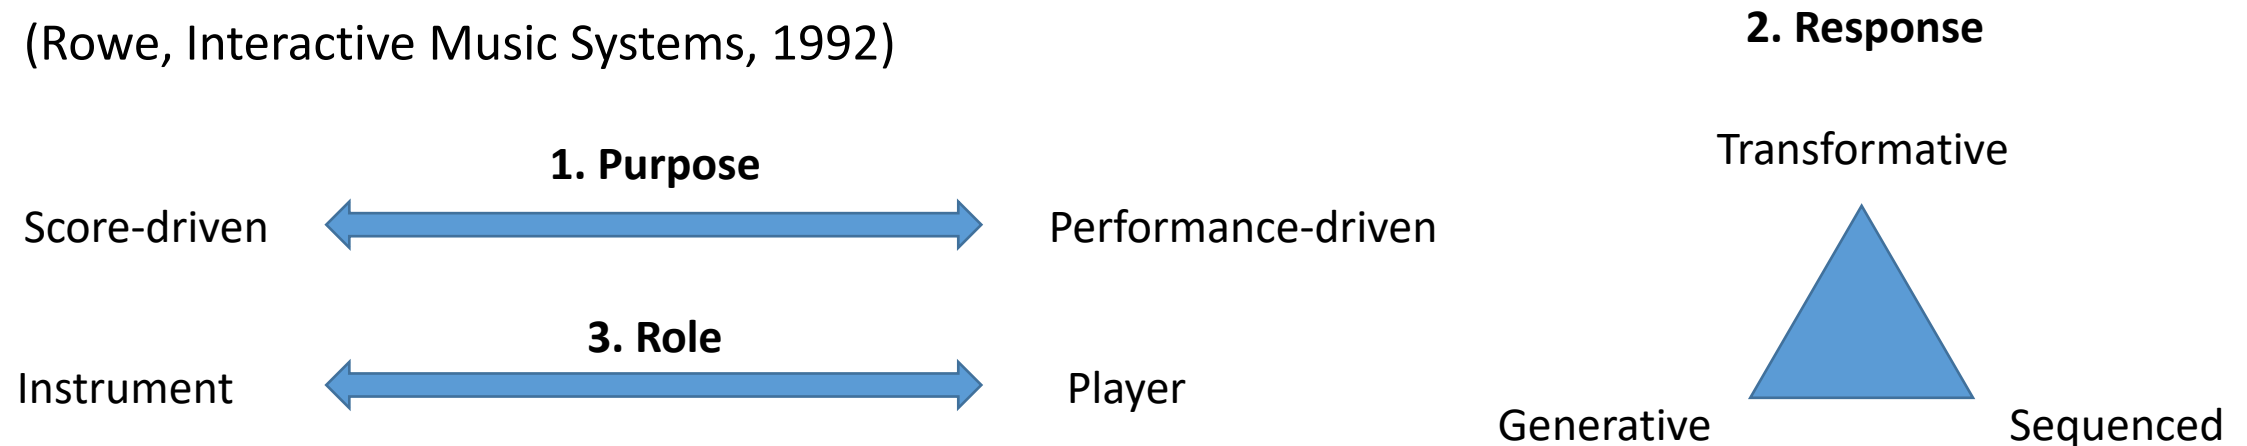 (Rowe, Interactive Music Systems, 1992)
1. Purpose
Score-driven
Performance-driven
3. Role
Instrument
Player
2. Response
Transformative
Generative
Sequenced